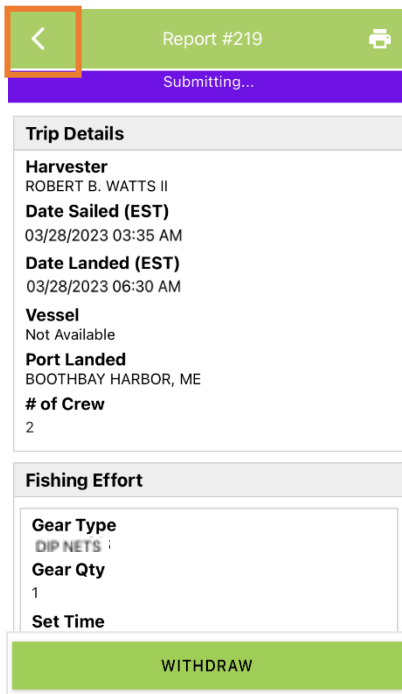 Report #219
Submitting...
Trip Details
Harvester
ROBERT B. WATTS II
Date Sailed (EST)
03/28/2023 03:35 AM
Date Landed (EST)
03/28/2023 06:30 AM
Vessel
Not Available
Port Landed
BOOTHBAY HARBOR, ME
# of Crew
2
Fishing Effort
Gear Type
DIP NETS
Gear Qty
1
Set Time
WITHDRAW